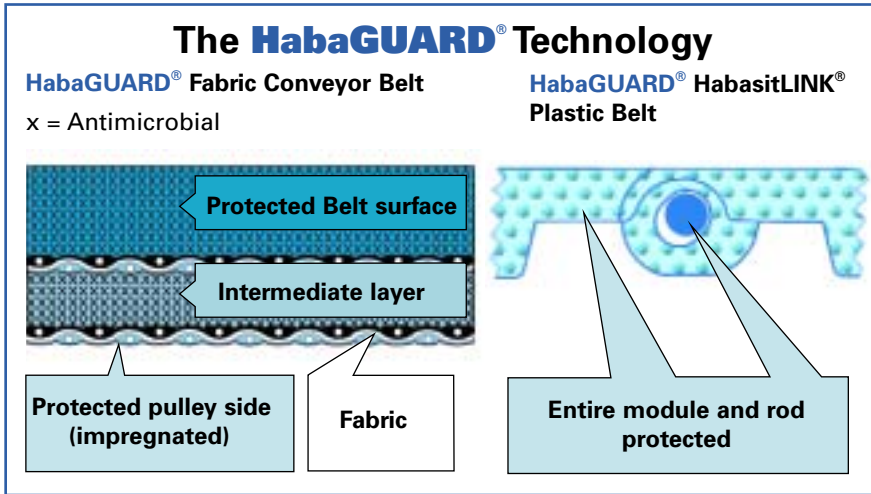 The HabaGUARD® Technology
HabaGUARD® Fabric Conveyor Belt
x = Antimicrobial
Protected Belt surface
Intermediate layer
Protected pulley side
(impregnated)
Fabric
HabaGUARD® HabasitLINK®
Plastic Belt
Entire module and rod
protected